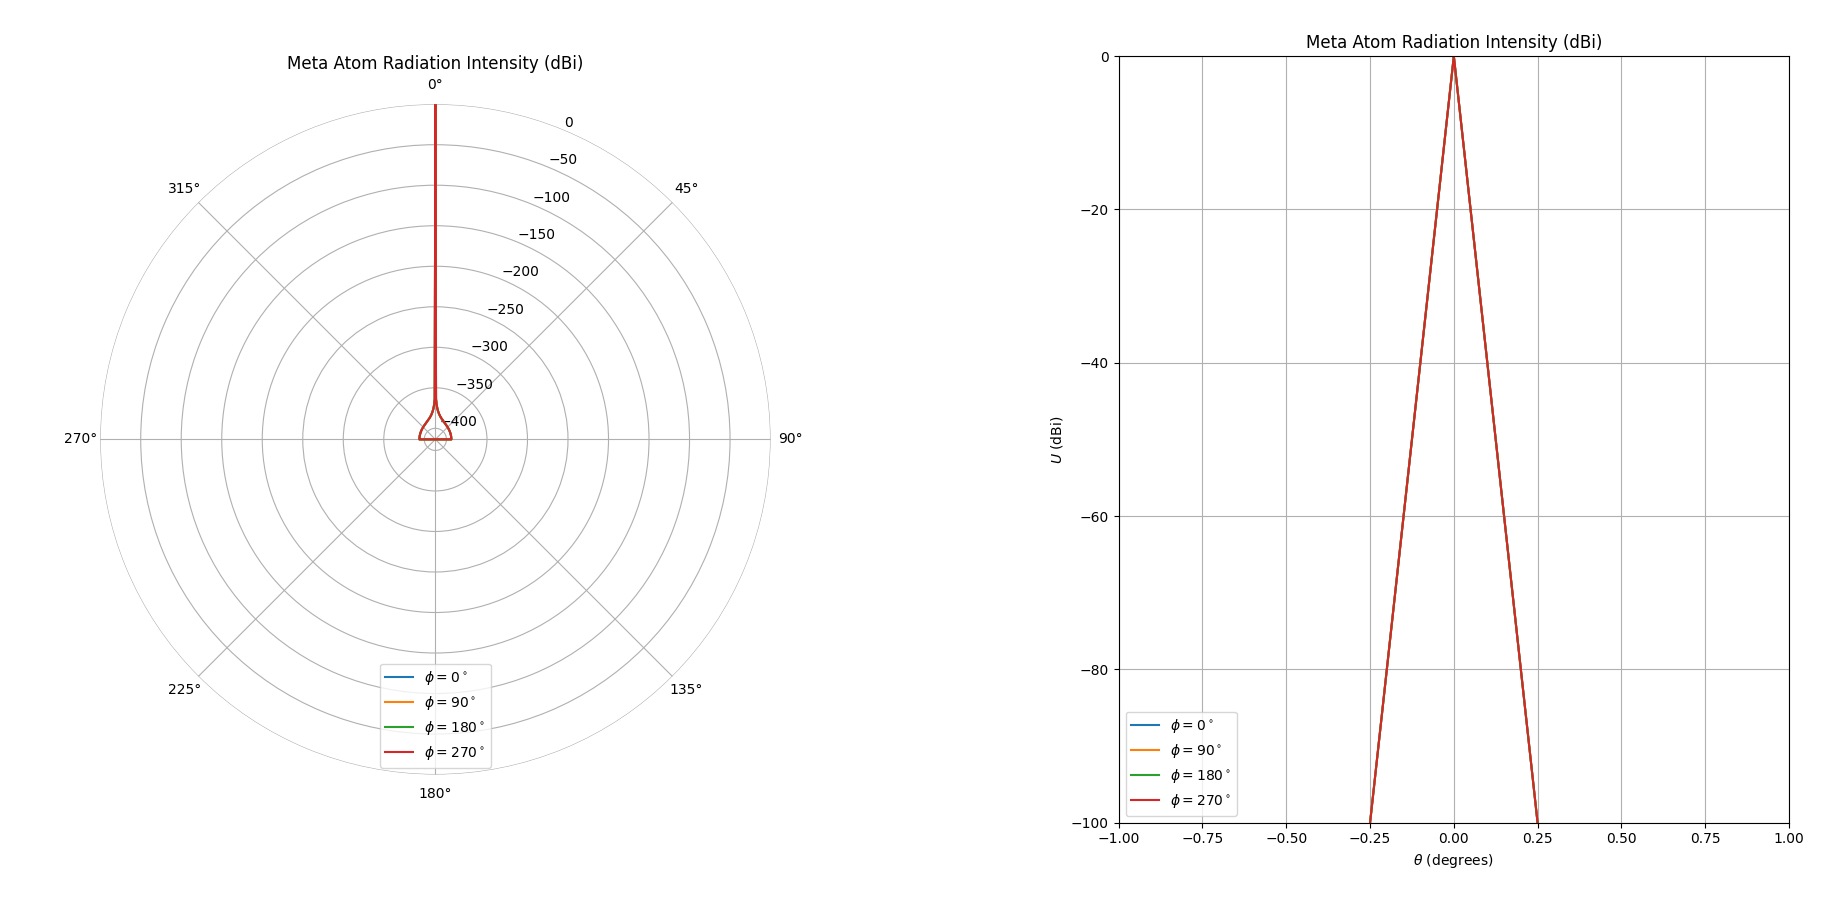 Meta Atom Radiation Intensity (dBi)
0°
45°
90°
135°
180°
225°
270°
315°
0
−50
−100
−150
−200
−250
−300
−350
−400
ϕ = 0°
ϕ = 90°
ϕ = 180°
ϕ = 270°
Meta Atom Radiation Intensity (dBi)
U (dBi)
0
−20
−40
−60
−80
−100
ϕ = 0°
ϕ = 90°
ϕ = 180°
ϕ = 270°
−1.00 −0.75 −0.50 −0.25 0.00 0.25 0.50 0.75 1.00
θ (degrees)